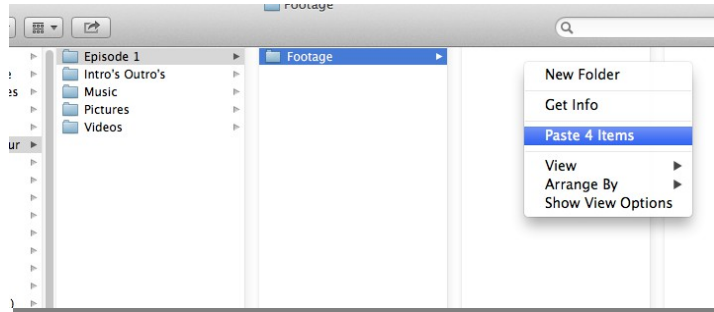 Footage
Episode 1
Intro's Outro's
Music
Pictures
Videos
Footage
New Folder
Get Info
Paste 4 Items
View
Arrange By
Show View Options
ur